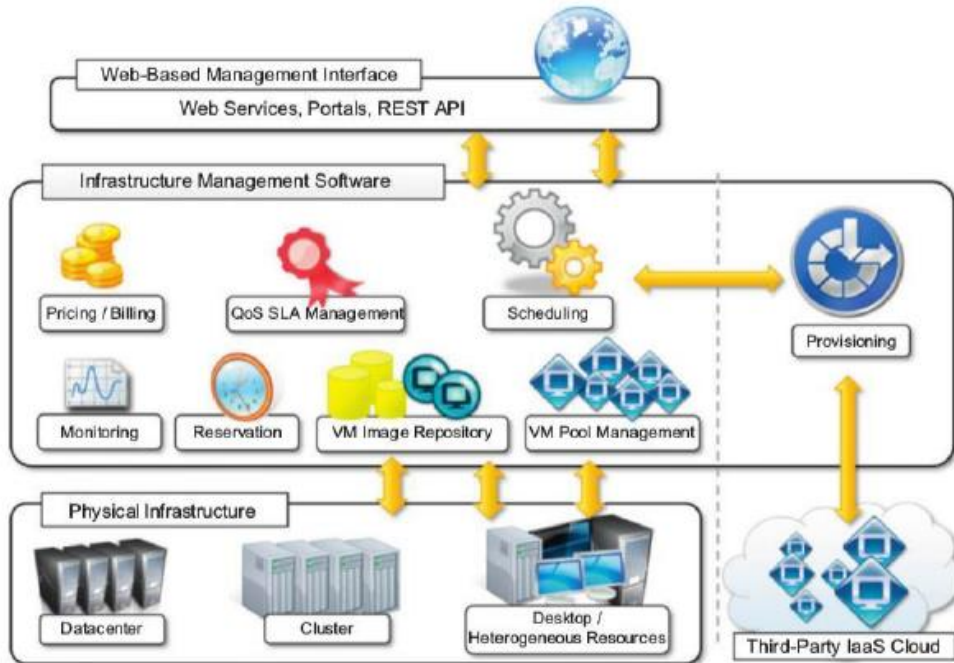 Web-Based Management Interface
Web Services, Portals, REST API
Infrastructure Management Software
Pricing / Billing
QoS SLA Management
Scheduling
Provisioning
Monitoring
Reservation
VM Image Repository
VM Pool Management
Physical Infrastructure
Datacenter
Cluster
Desktop /
Heterogeneous Resources
Third-Party IaaS Cloud